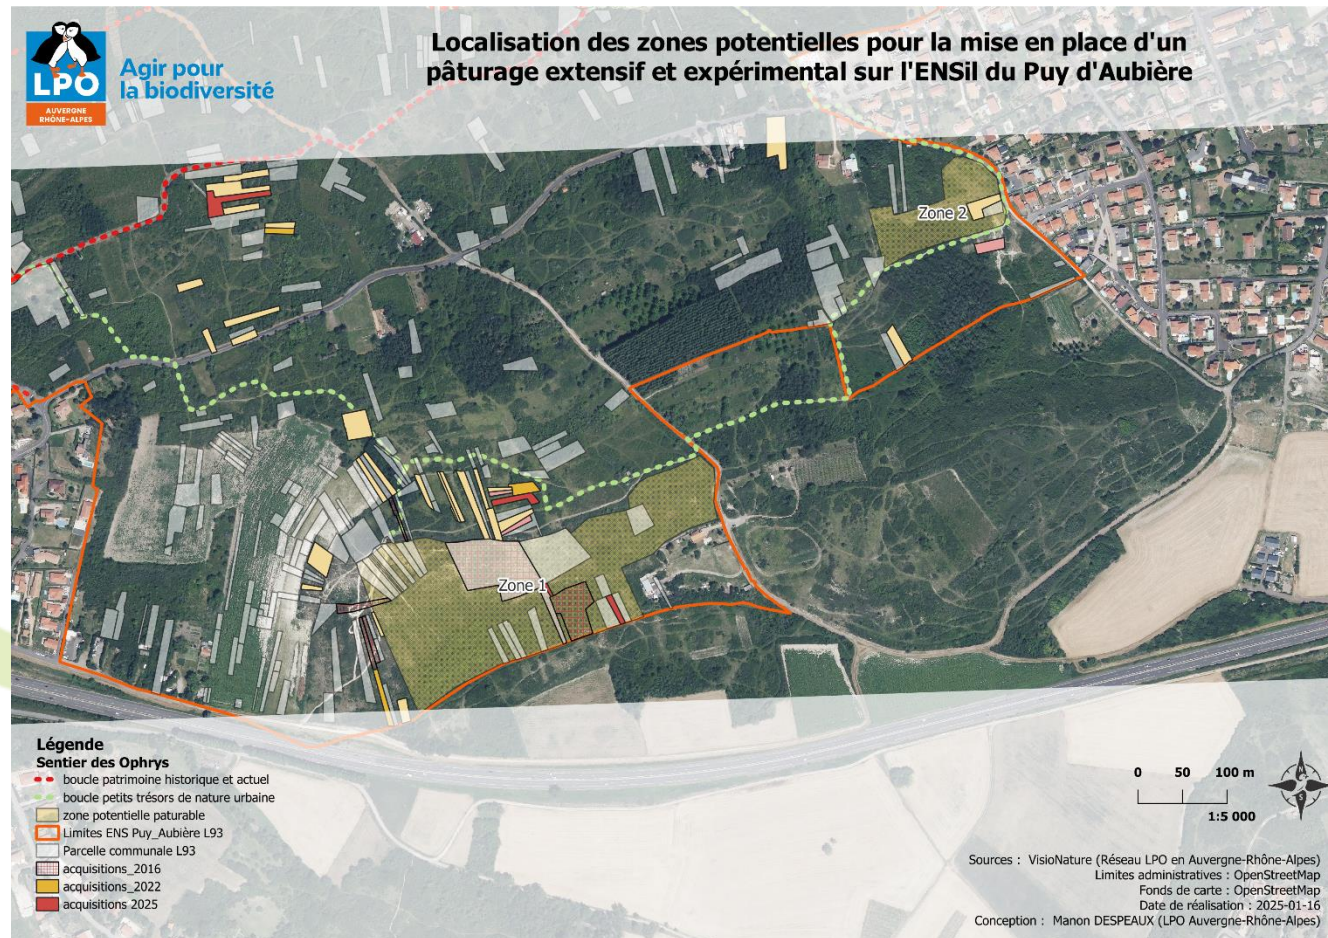 LPO
AUVERGNE
RHÔNE-ALPES
Agir pour
la biodiversité
Localisation des zones potentielles pour la mise en place d'un
pâturage extensif et expérimental sur l'ENSil du Puy d'Aubière
Zone 2
Zone 1
Légende
Sentier des Ophrys
boucle patrimoine historique et actuel
boucle petits trésors de nature urbaine
zone potentielle paturable
Limites ENS Puy_Aubière L93
Parcelle communale L93
acquisitions_2016
acquisitions_2022
acquisitions 2025
0 50 100 m
1:5 000
N
S
Sources : VisioNature (Réseau LPO en Auvergne-Rhône-Alpes)
Limites administratives : OpenStreetMap
Fonds de carte : OpenStreetMap
Date de réalisation : 2025-01-16
Conception : Manon DESPEAUX (LPO Auvergne-Rhône-Alpes)